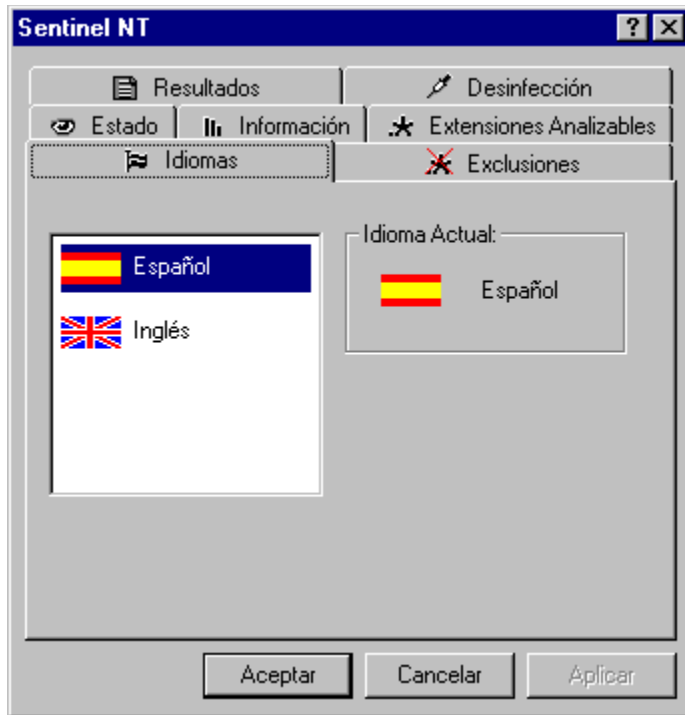 Sentinel NT
Resultados Desinfección
Estado Información Extensiones Analizables
Idiomas Exclusiones
Español
Inglés
Idioma Actual:
Español
Aceptar Cancelar Aplicar